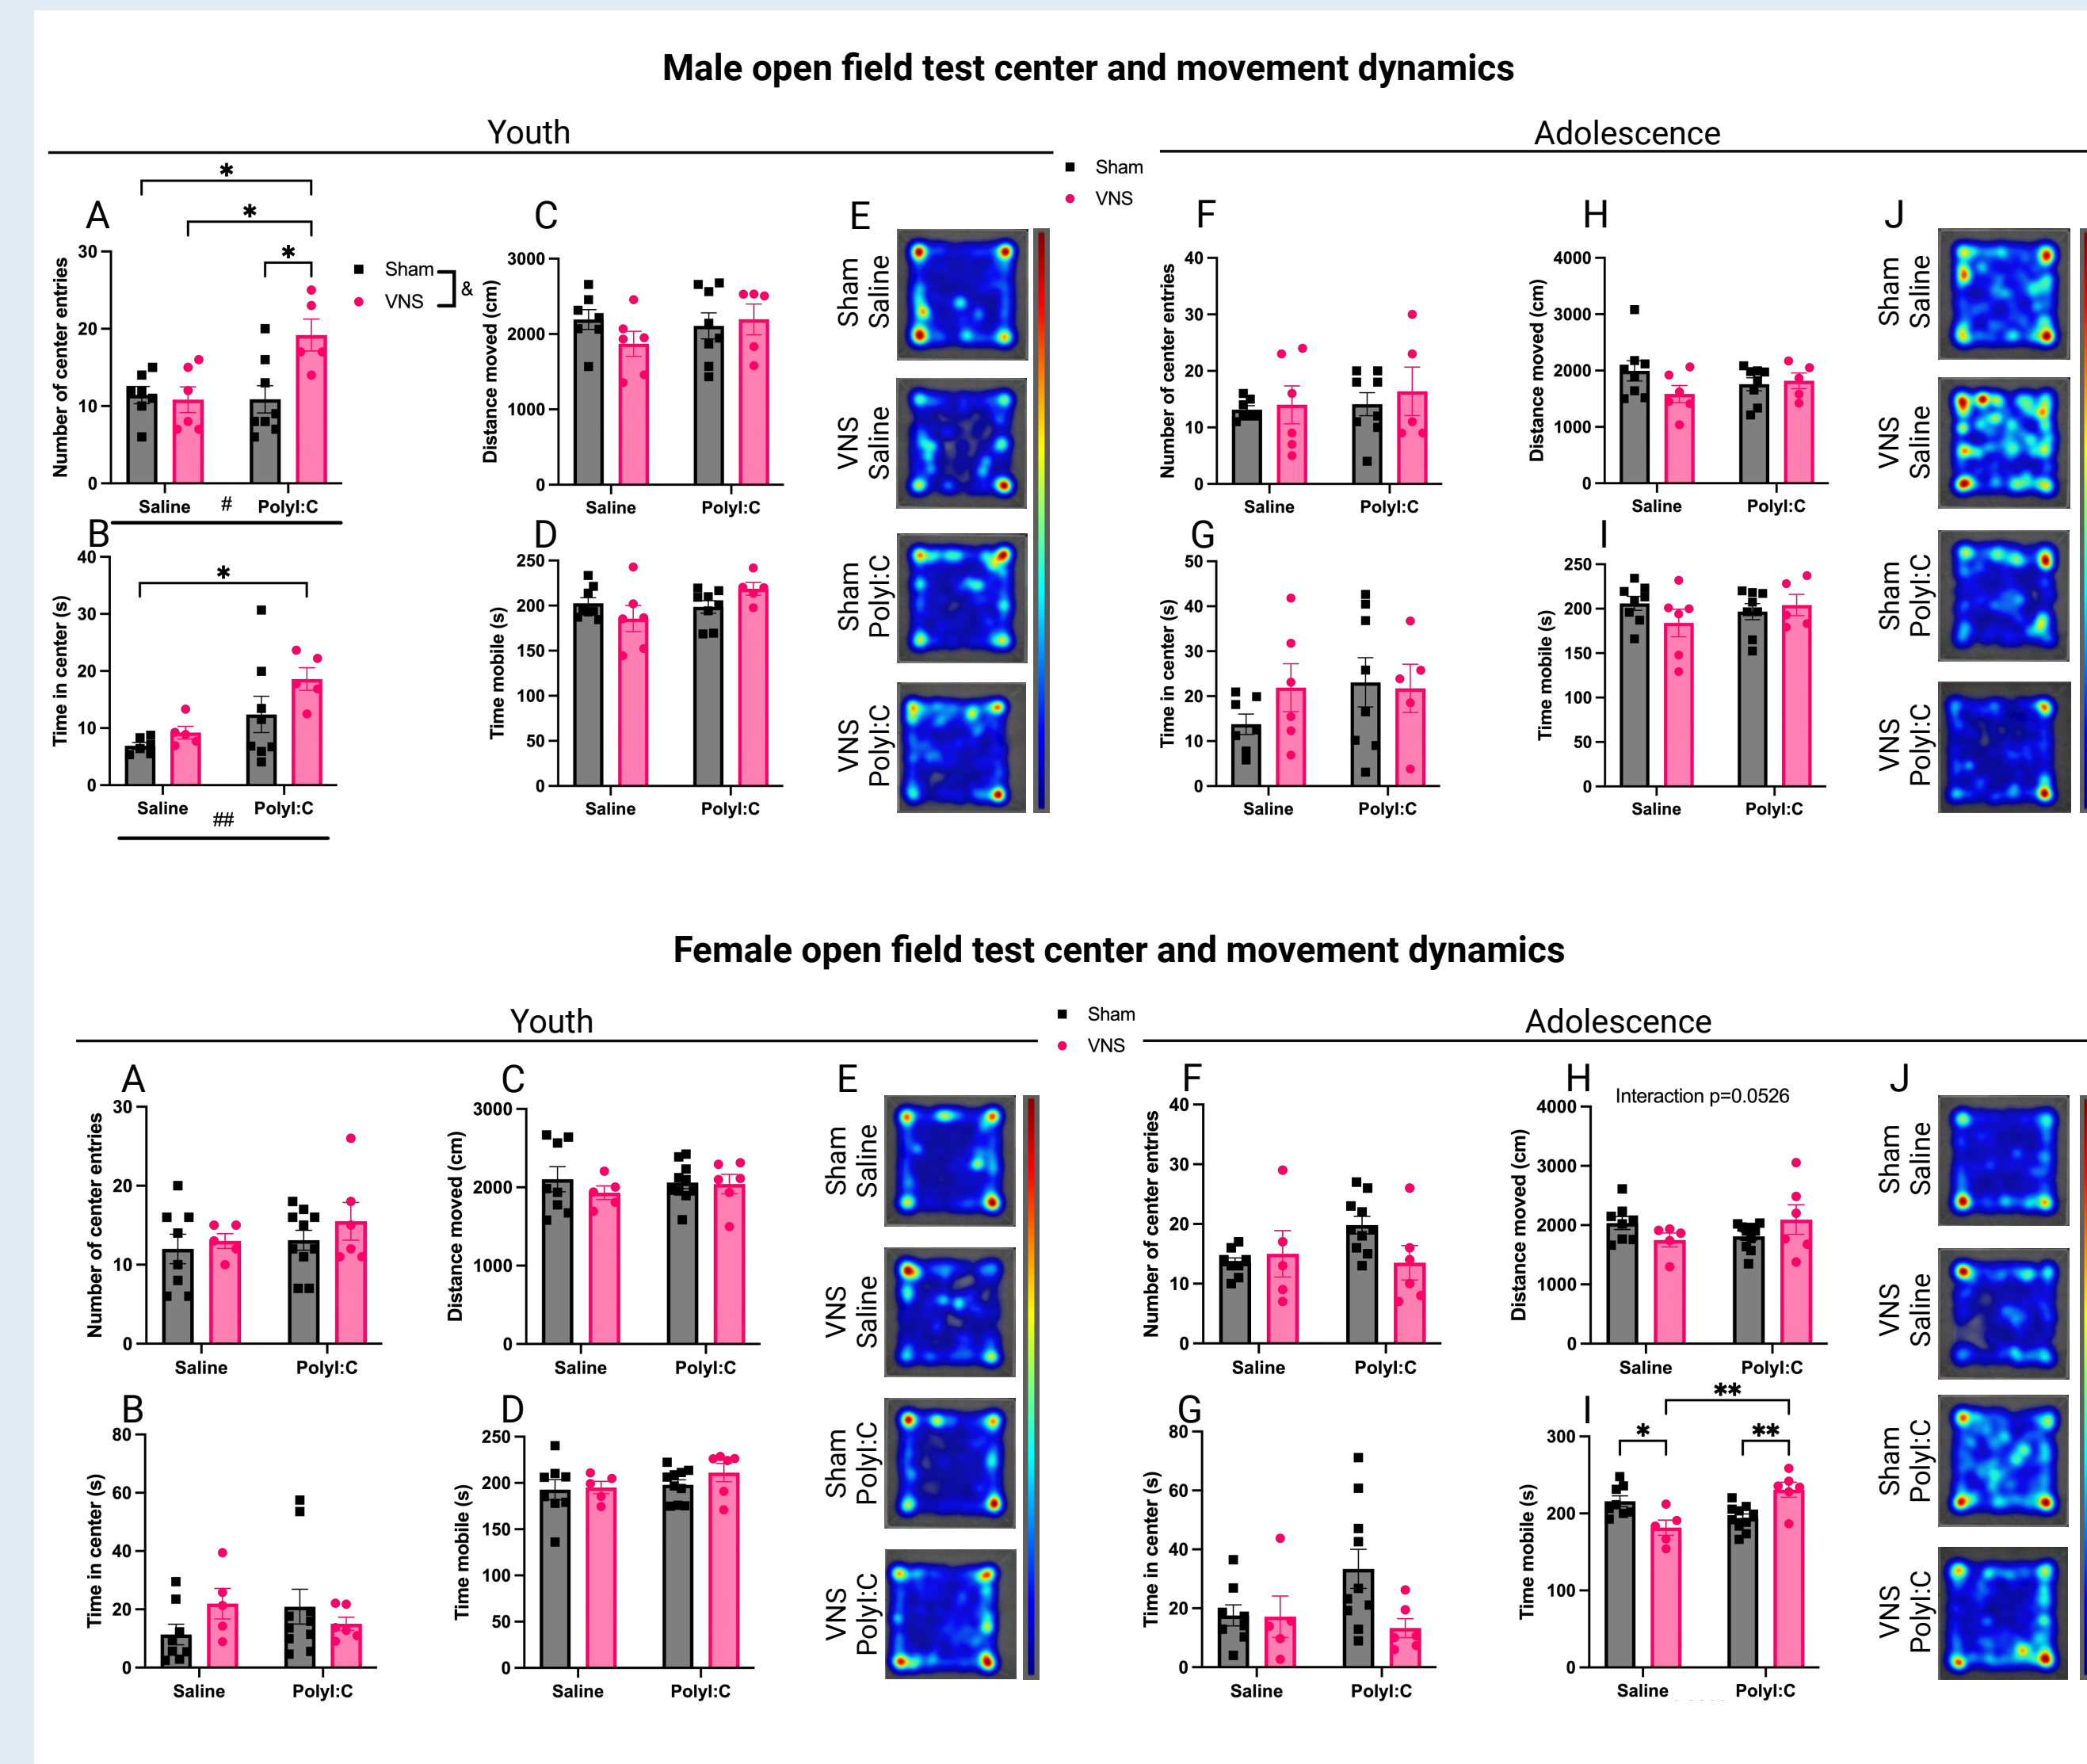 Male open field test center and movement dynamics
Youth
Adolescence
Sham
VNS
A
*
*
*
Number of center entries
30
20
10
0
Saline # PolyI:C
Sham
VNS
&
B
*
Time in center (s)
40
30
20
10
0
Saline PolyI:C
##
C
Distance moved (cm)
3000
2000
1000
0
Saline PolyI:C
D
Time mobile (s)
250
200
150
100
50
0
Saline PolyI:C
E
Sham
Saline
VNS
Saline
Sham
PolyI:C
VNS
PolyI:C
F
Number of center entries
40
30
20
10
0
Saline PolyI:C
G
Time in center (s)
50
40
30
20
10
0
Saline PolyI:C
H
Distance moved (cm)
4000
3000
2000
1000
0
Saline PolyI:C
I
Time mobile (s)
250
200
150
100
50
0
Saline PolyI:C
J
Sham
Saline
VNS
Saline
Sham
PolyI:C
VNS
PolyI:C
Female open field test center and movement dynamics
Youth
Adolescence
Sham
VNS
A
Number of center entries
30
20
10
0
Saline PolyI:C
B
Time in center (s)
80
60
40
20
0
Saline PolyI:C
C
Distance moved (cm)
3000
2000
1000
0
Saline PolyI:C
D
Time mobile (s)
250
200
150
100
50
0
Saline PolyI:C
E
Sham
Saline
VNS
Saline
Sham
PolyI:C
VNS
PolyI:C
F
Number of center entries
40
30
20
10
0
Saline PolyI:C
G
Time in center (s)
80
60
40
20
0
Saline PolyI:C
H
Interaction p=0.0526
Distance moved (cm)
4000
3000
2000
1000
0
Saline PolyI:C
I
**
* **
Time mobile (s)
300
200
100
0
Saline PolyI:C
J
Sham
Saline
VNS
Saline
Sham
PolyI:C
VNS
PolyI:C